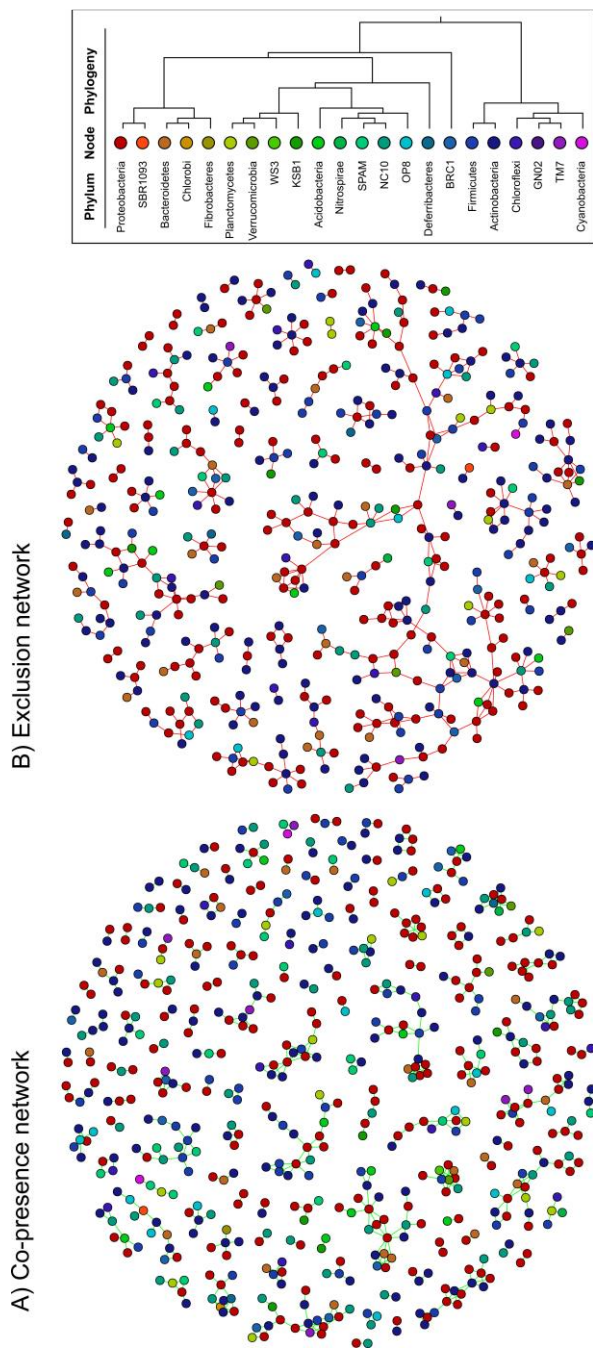 A) Co-presence network
B) Exclusion network
Phylum Node Phylogeny
Proteobacteria
SBR1093
Bacteroidetes
Chlorobi
Fibrobacteres
Planctomycetes
Verrucomicrobia
WS3
KSB1
Acidobacteria
Nitrospirae
SPAM
NC10
OP8
Deferribacteres
BRC1
Firmicutes
Actinobacteria
Chloroflexi
GN02
TM7
Cyanobacteria